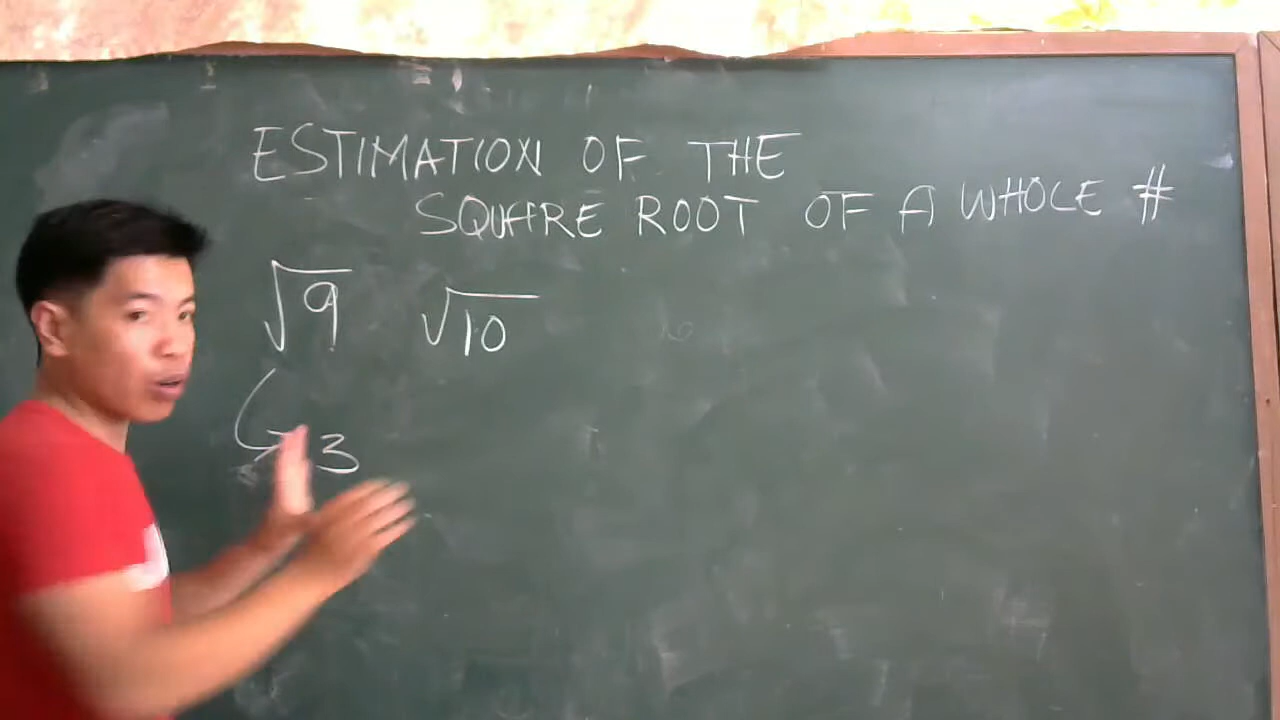 ESTIMATION OF THE
SQUARE ROOT OF A WHOLE #
√9 √10
3